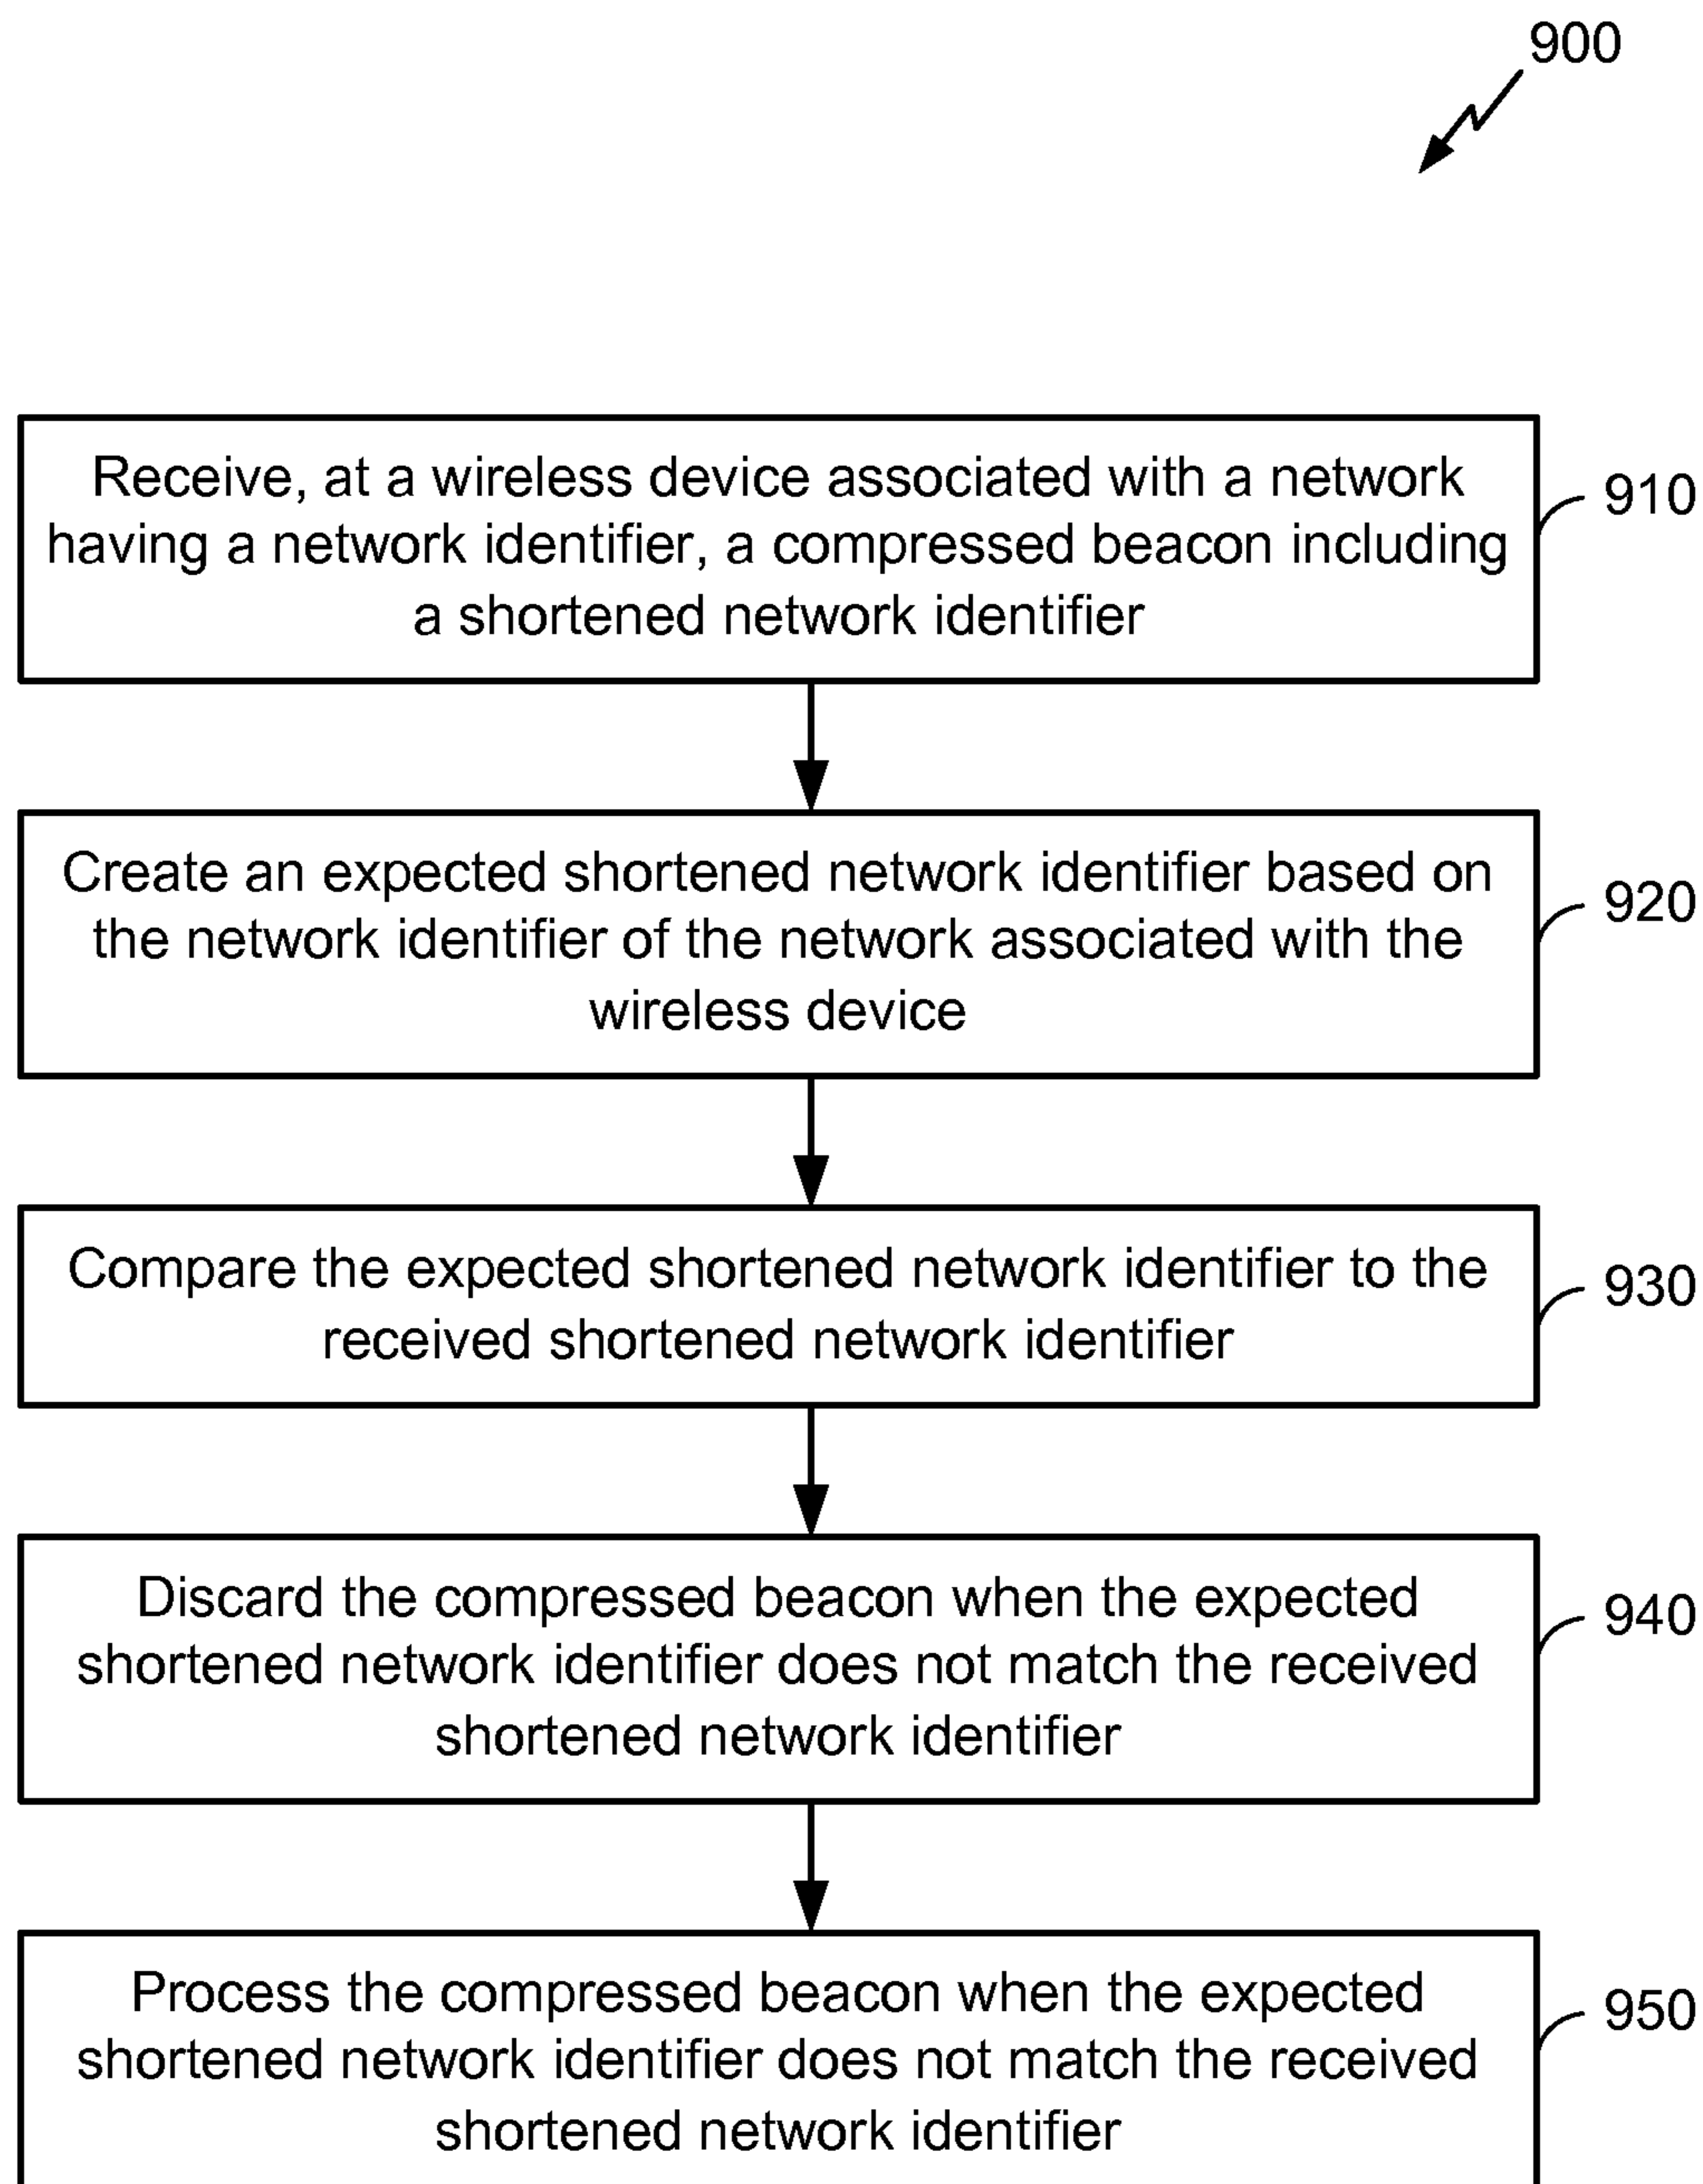 900
Receive, at a wireless device associated with a network
having a network identifier, a compressed beacon including
a shortened network identifier
910
Create an expected shortened network identifier based on
the network identifier of the network associated with the
wireless device
920
Compare the expected shortened network identifier to the
received shortened network identifier
930
Discard the compressed beacon when the expected
shortened network identifier does not match the received
shortened network identifier
940
Process the compressed beacon when the expected
shortened network identifier does not match the received
shortened network identifier
950